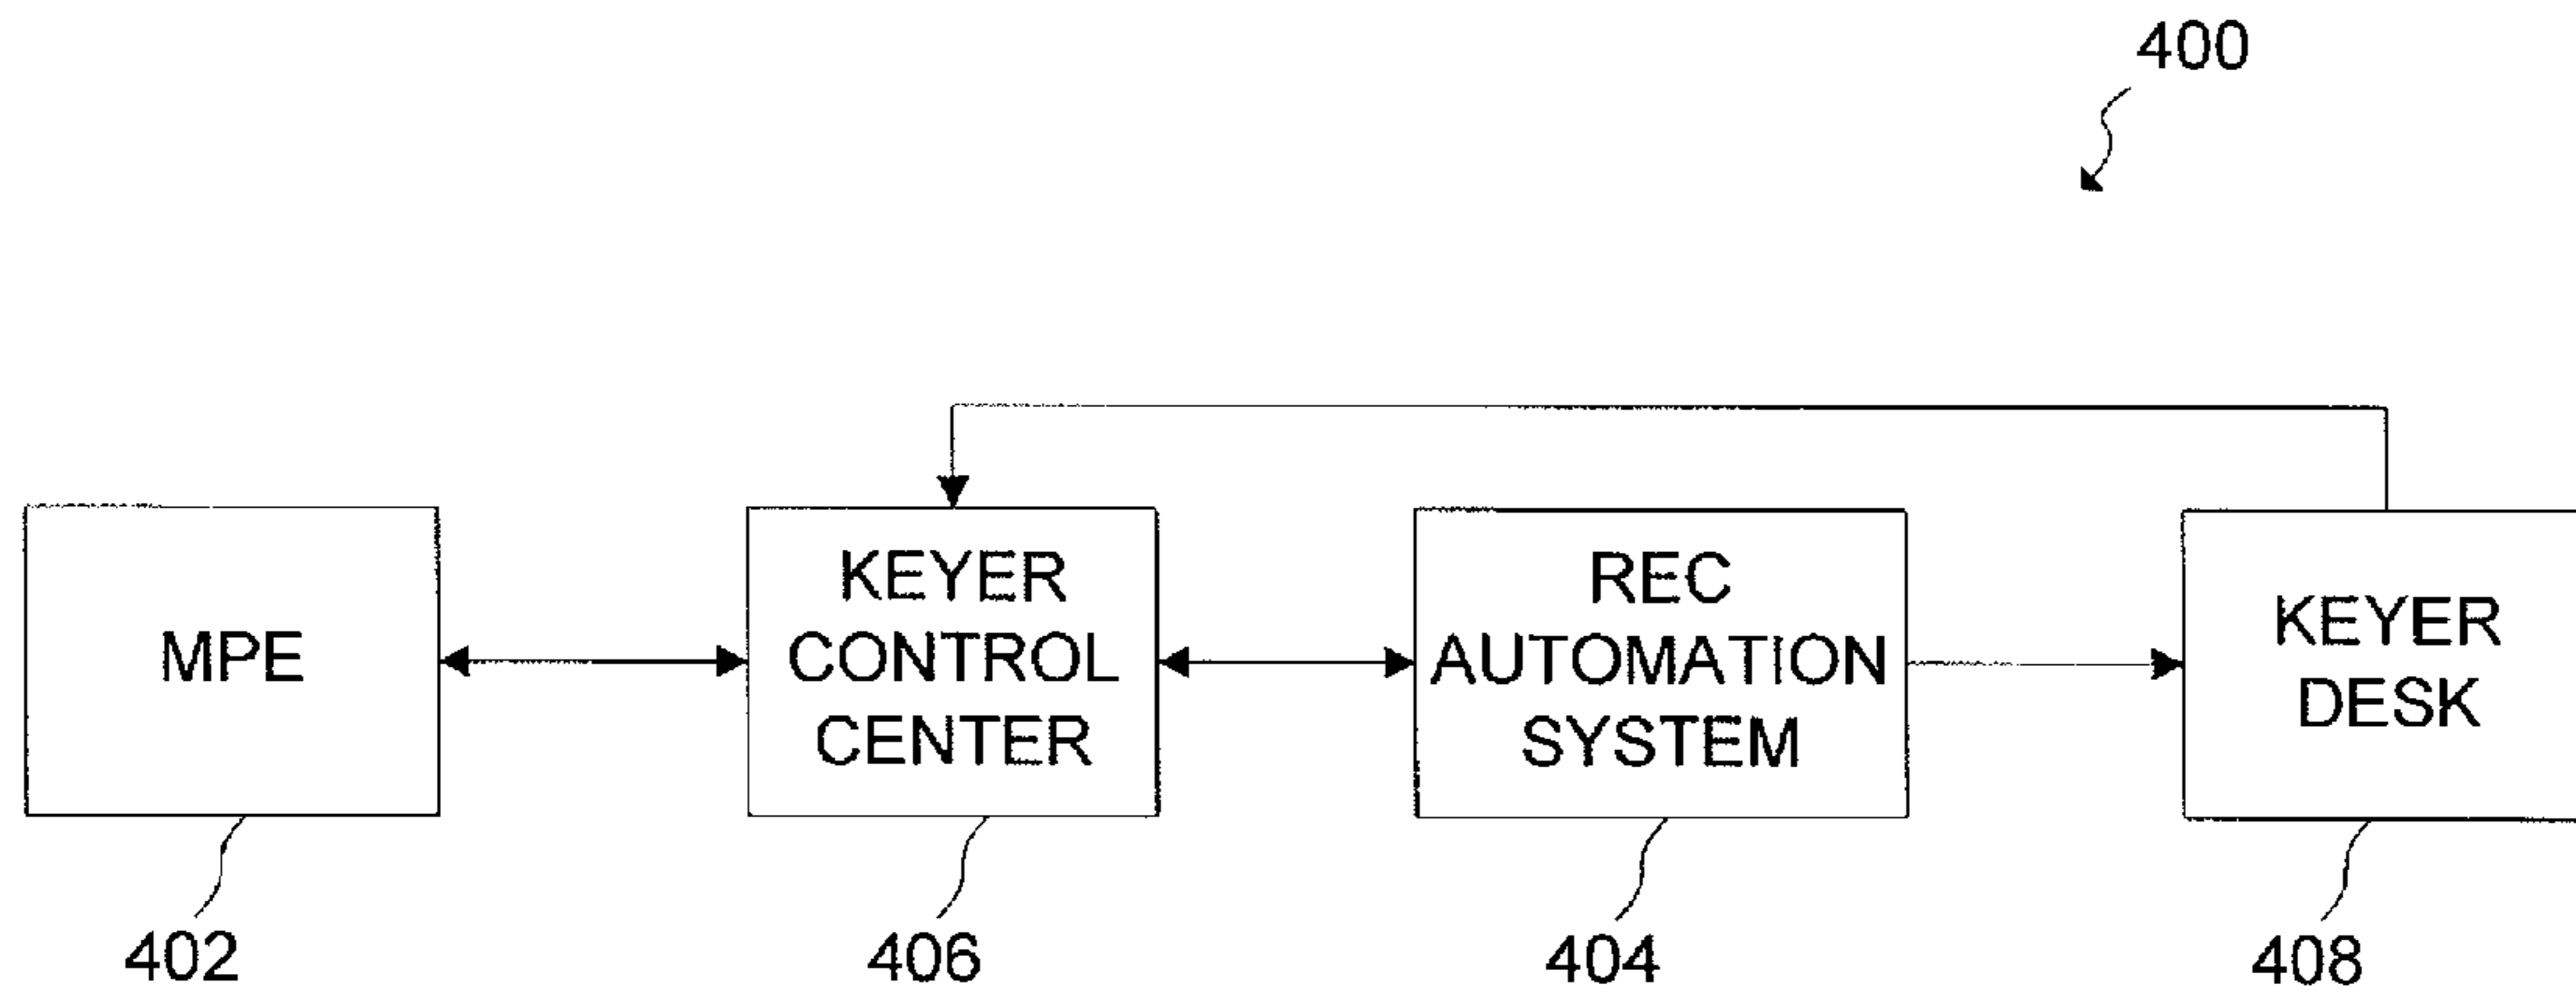 400
MPE
KEYER
CONTROL
CENTER
REC
AUTOMATION
SYSTEM
KEYER
DESK
402
406
404
408